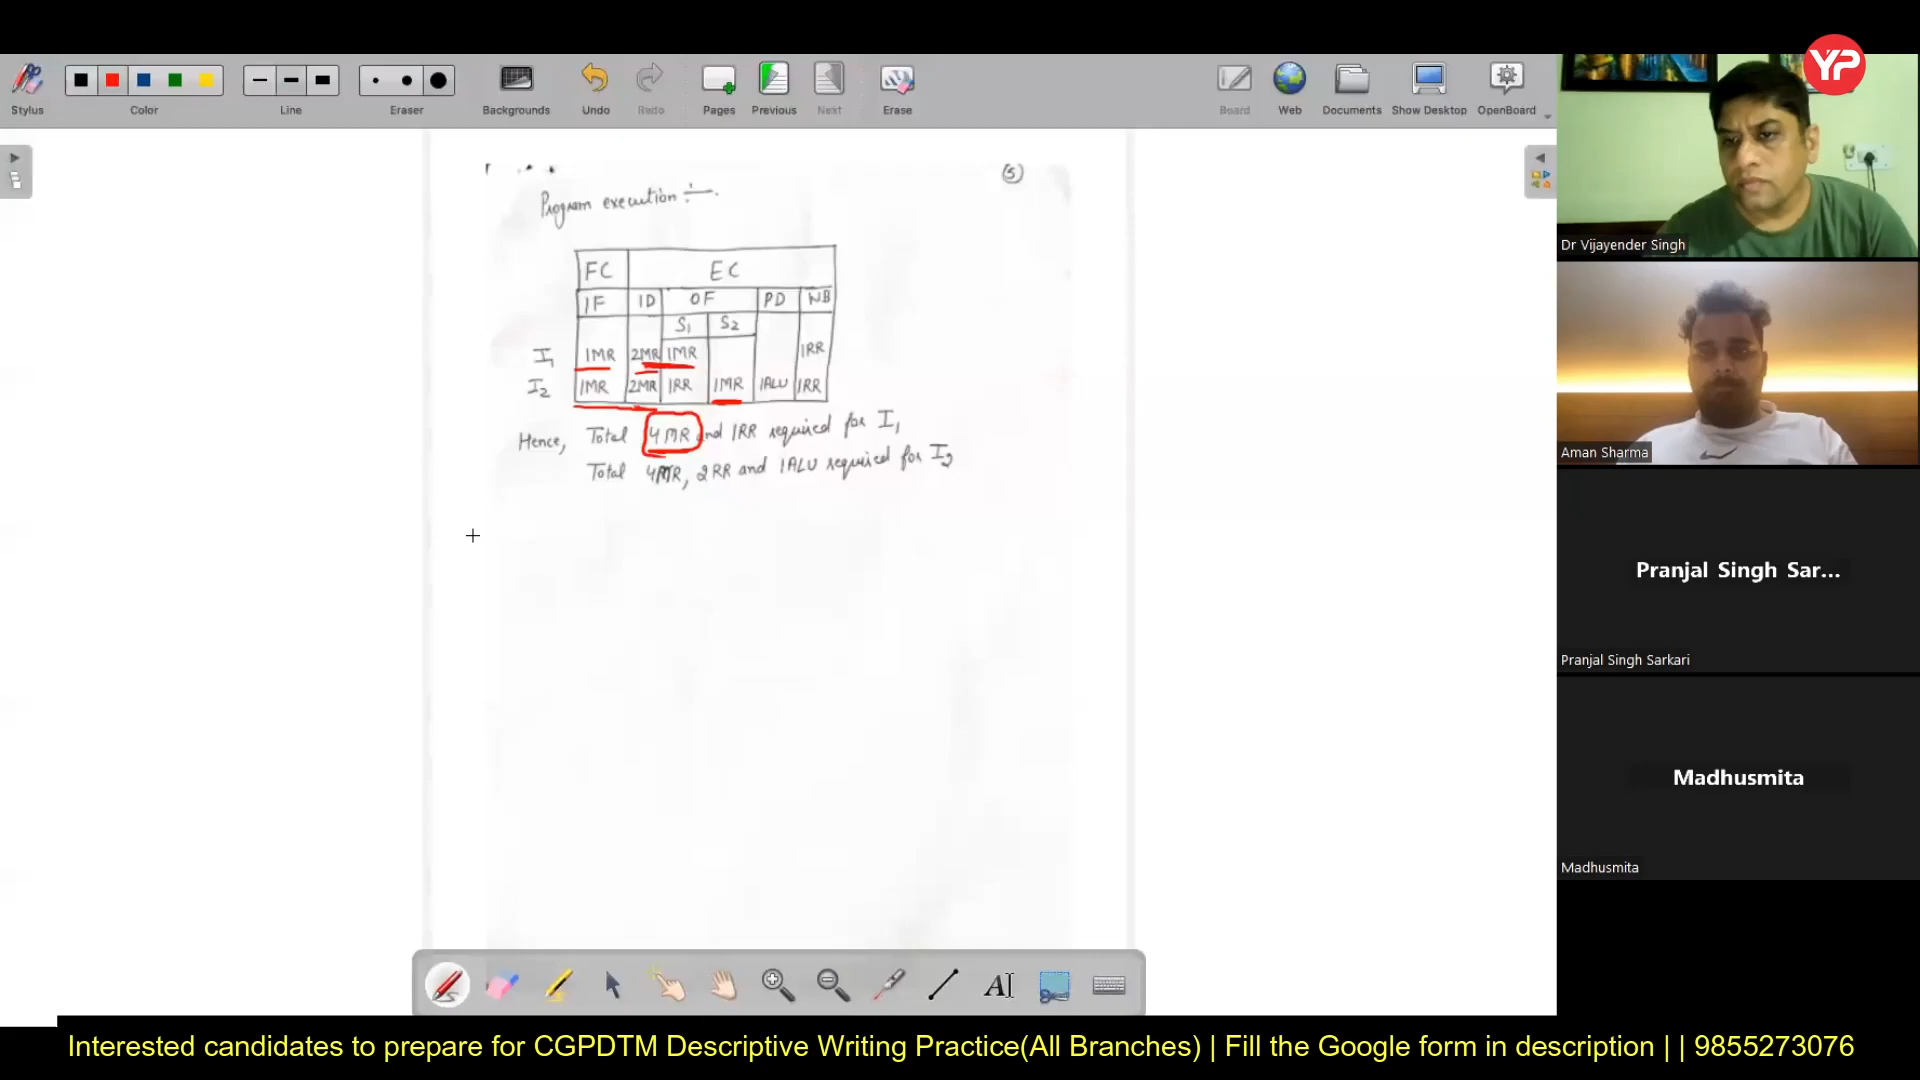 YP
Stylus
Color
Line
Eraser
Backgrounds
Undo
Redo
Pages
Previous
Next
Erase
Board
Web
Documents
Show Desktop
OpenBoard
Dr Vijayender Singh
Aman Sharma
Pranjal Singh Sar...
Pranjal Singh Sarkari
Madhusmita
Madhusmita
5
Program execution ÷
FC EC
IF ID OF PD WB
S1 S2
I1 1MR 2MR 1MR 1RR
I2 1MR 2MR 1RR 1MR 1ALU 1RR
Hence, Total 4MR and 1RR required for I1
Total 4MR, 2RR and 1ALU required for I2
AI
Interested candidates to prepare for CGPDTM Descriptive Writing Practice(All Branches) | Fill the Google form in description | | 9855273076